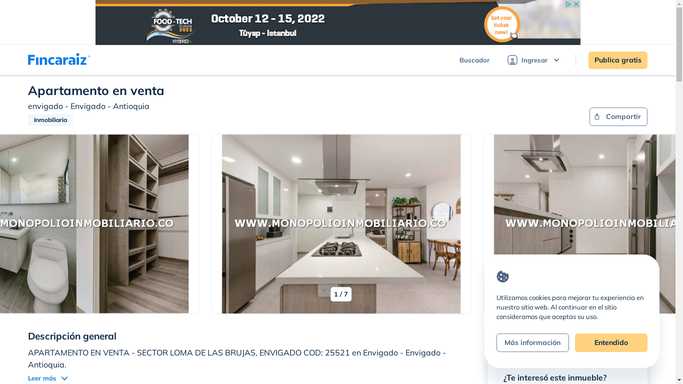 FOOD-TECH
October 12 - 15, 2022
Tüyap - Istanbul
Get your
ticket
now!
Fincaraiz
Buscador
Ingresar
Publica gratis
Apartamento en venta
envigado - Envigado - Antioquia
Inmobiliaria
Compartir
MONOPOLIOINMOBILIARIO.CO
WWW.MONOPOLIOINMOBILIARIO.CO
WWW.MONOPOLIOINMOBILIA
1 / 7
Utilizamos cookies para mejorar tu experiencia en
nuestro sitio web. Al continuar en el sitio
consideramos que aceptas su uso.
Más información
Entendido
Descripción general
APARTAMENTO EN VENTA - SECTOR LOMA DE LAS BRUJAS, ENVIGADO COD: 25521 en Envigado - Envigado -
Antioquia.
Leer más
¿Te interesó este inmueble?